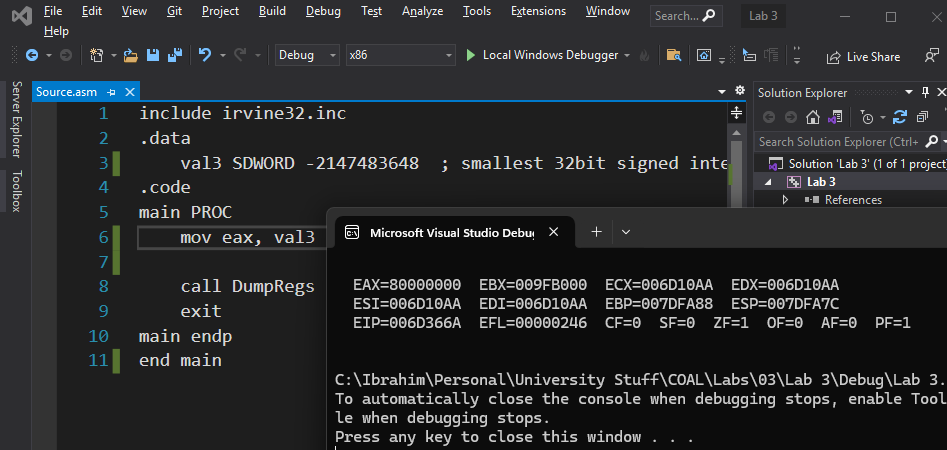 File Edit View Git Project Build Debug Test Analyze Tools Extensions Window Search... Lab 3
Help
Debug x86 Local Windows Debugger Live Share
Server Explorer
Toolbox
Source.asm
1 include irvine32.inc
2 .data
3 val3 SDWORD -2147483648 ; smallest 32bit signed inte
4 .code
5 main PROC
6 mov eax, val3
7
8 call DumpRegs
9 exit
10 main endp
11 end main
Solution Explorer
Search Solution Explorer (Ctrl+
Solution 'Lab 3' (1 of 1 project
Lab 3
References
Microsoft Visual Studio Debu
EAX=80000000 EBX=009FB000 ECX=006D10AA EDX=006D10AA
ESI=006D10AA EDI=006D10AA EBP=007DFA88 ESP=007DFA7C
EIP=006D366A EFL=00000246 CF=0 SF=0 ZF=1 OF=0 AF=0 PF=1
C:\Ibrahim\Personal\University Stuff\COAL\Labs\03\Lab 3\Debug\Lab 3.
To automatically close the console when debugging stops, enable Tool
le when debugging stops.
Press any key to close this window . . .